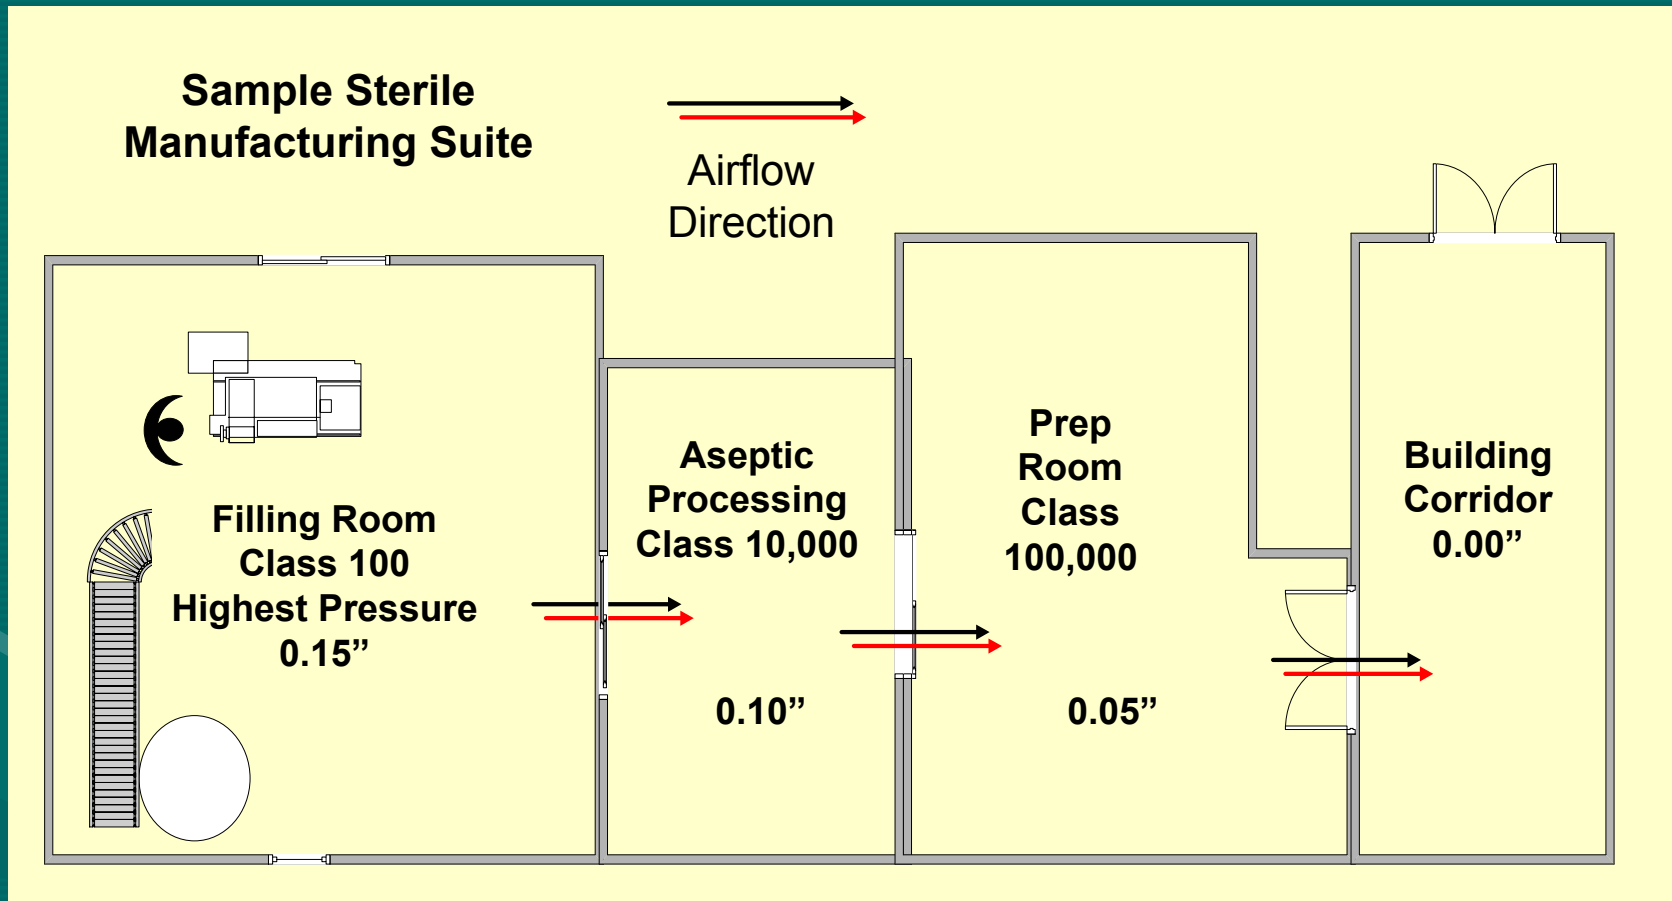 Sample Sterile
Manufacturing Suite
Airflow
Direction
Filling Room
Class 100
Highest Pressure
0.15”
Aseptic
Processing
Class 10,000
0.10”
Prep
Room
Class
100,000
0.05”
Building
Corridor
0.00”